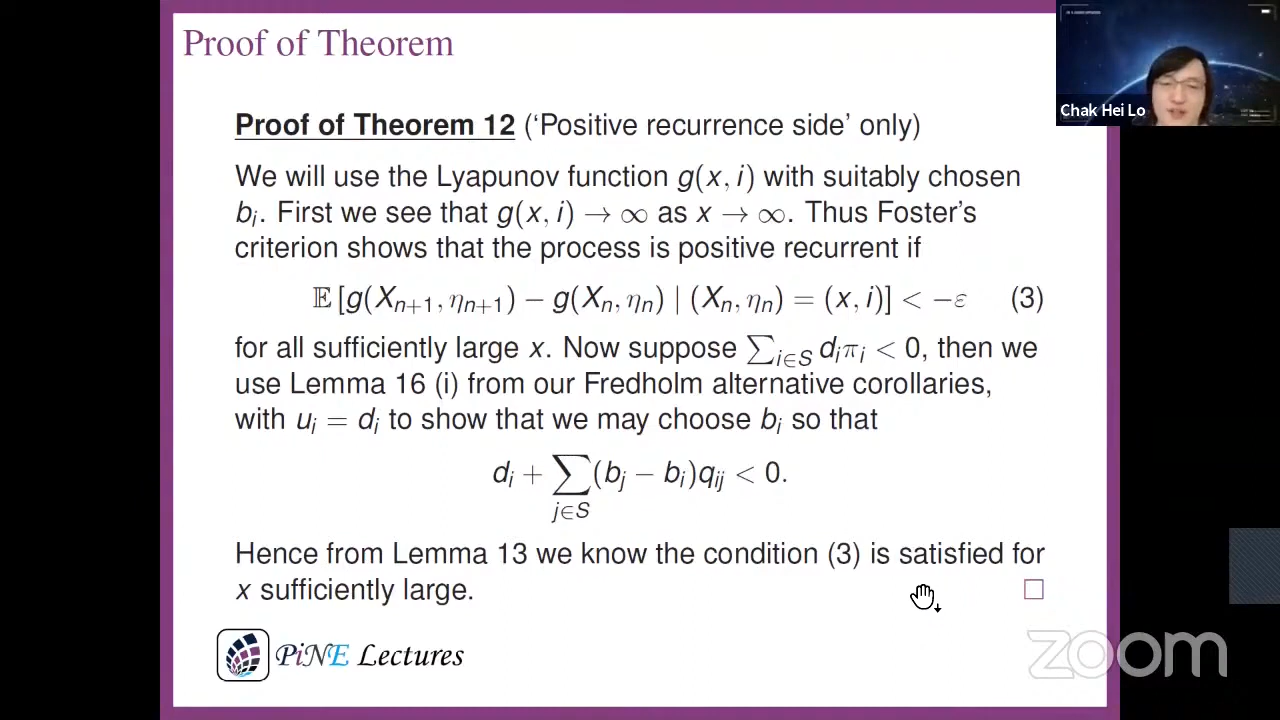 Proof of Theorem
Chak Hei Lo
Proof of Theorem 12 (‘Positive recurrence side’ only)
We will use the Lyapunov function g(x, i) with suitably chosen
b_i. First we see that g(x, i) → ∞ as x → ∞. Thus Foster’s
criterion shows that the process is positive recurrent if
𝔼 [g(X_{n+1}, η_{n+1}) − g(X_n, η_n) | (X_n, η_n) = (x, i)] < −ε (3)
for all sufficiently large x. Now suppose ∑_{i∈S} d_iπ_i < 0, then we
use Lemma 16 (i) from our Fredholm alternative corollaries,
with u_i = d_i to show that we may choose b_i so that
d_i + ∑_{j∈S} (b_j − b_i)q_{ij} < 0.
Hence from Lemma 13 we know the condition (3) is satisfied for
x sufficiently large. □
PiNE Lectures
zoom